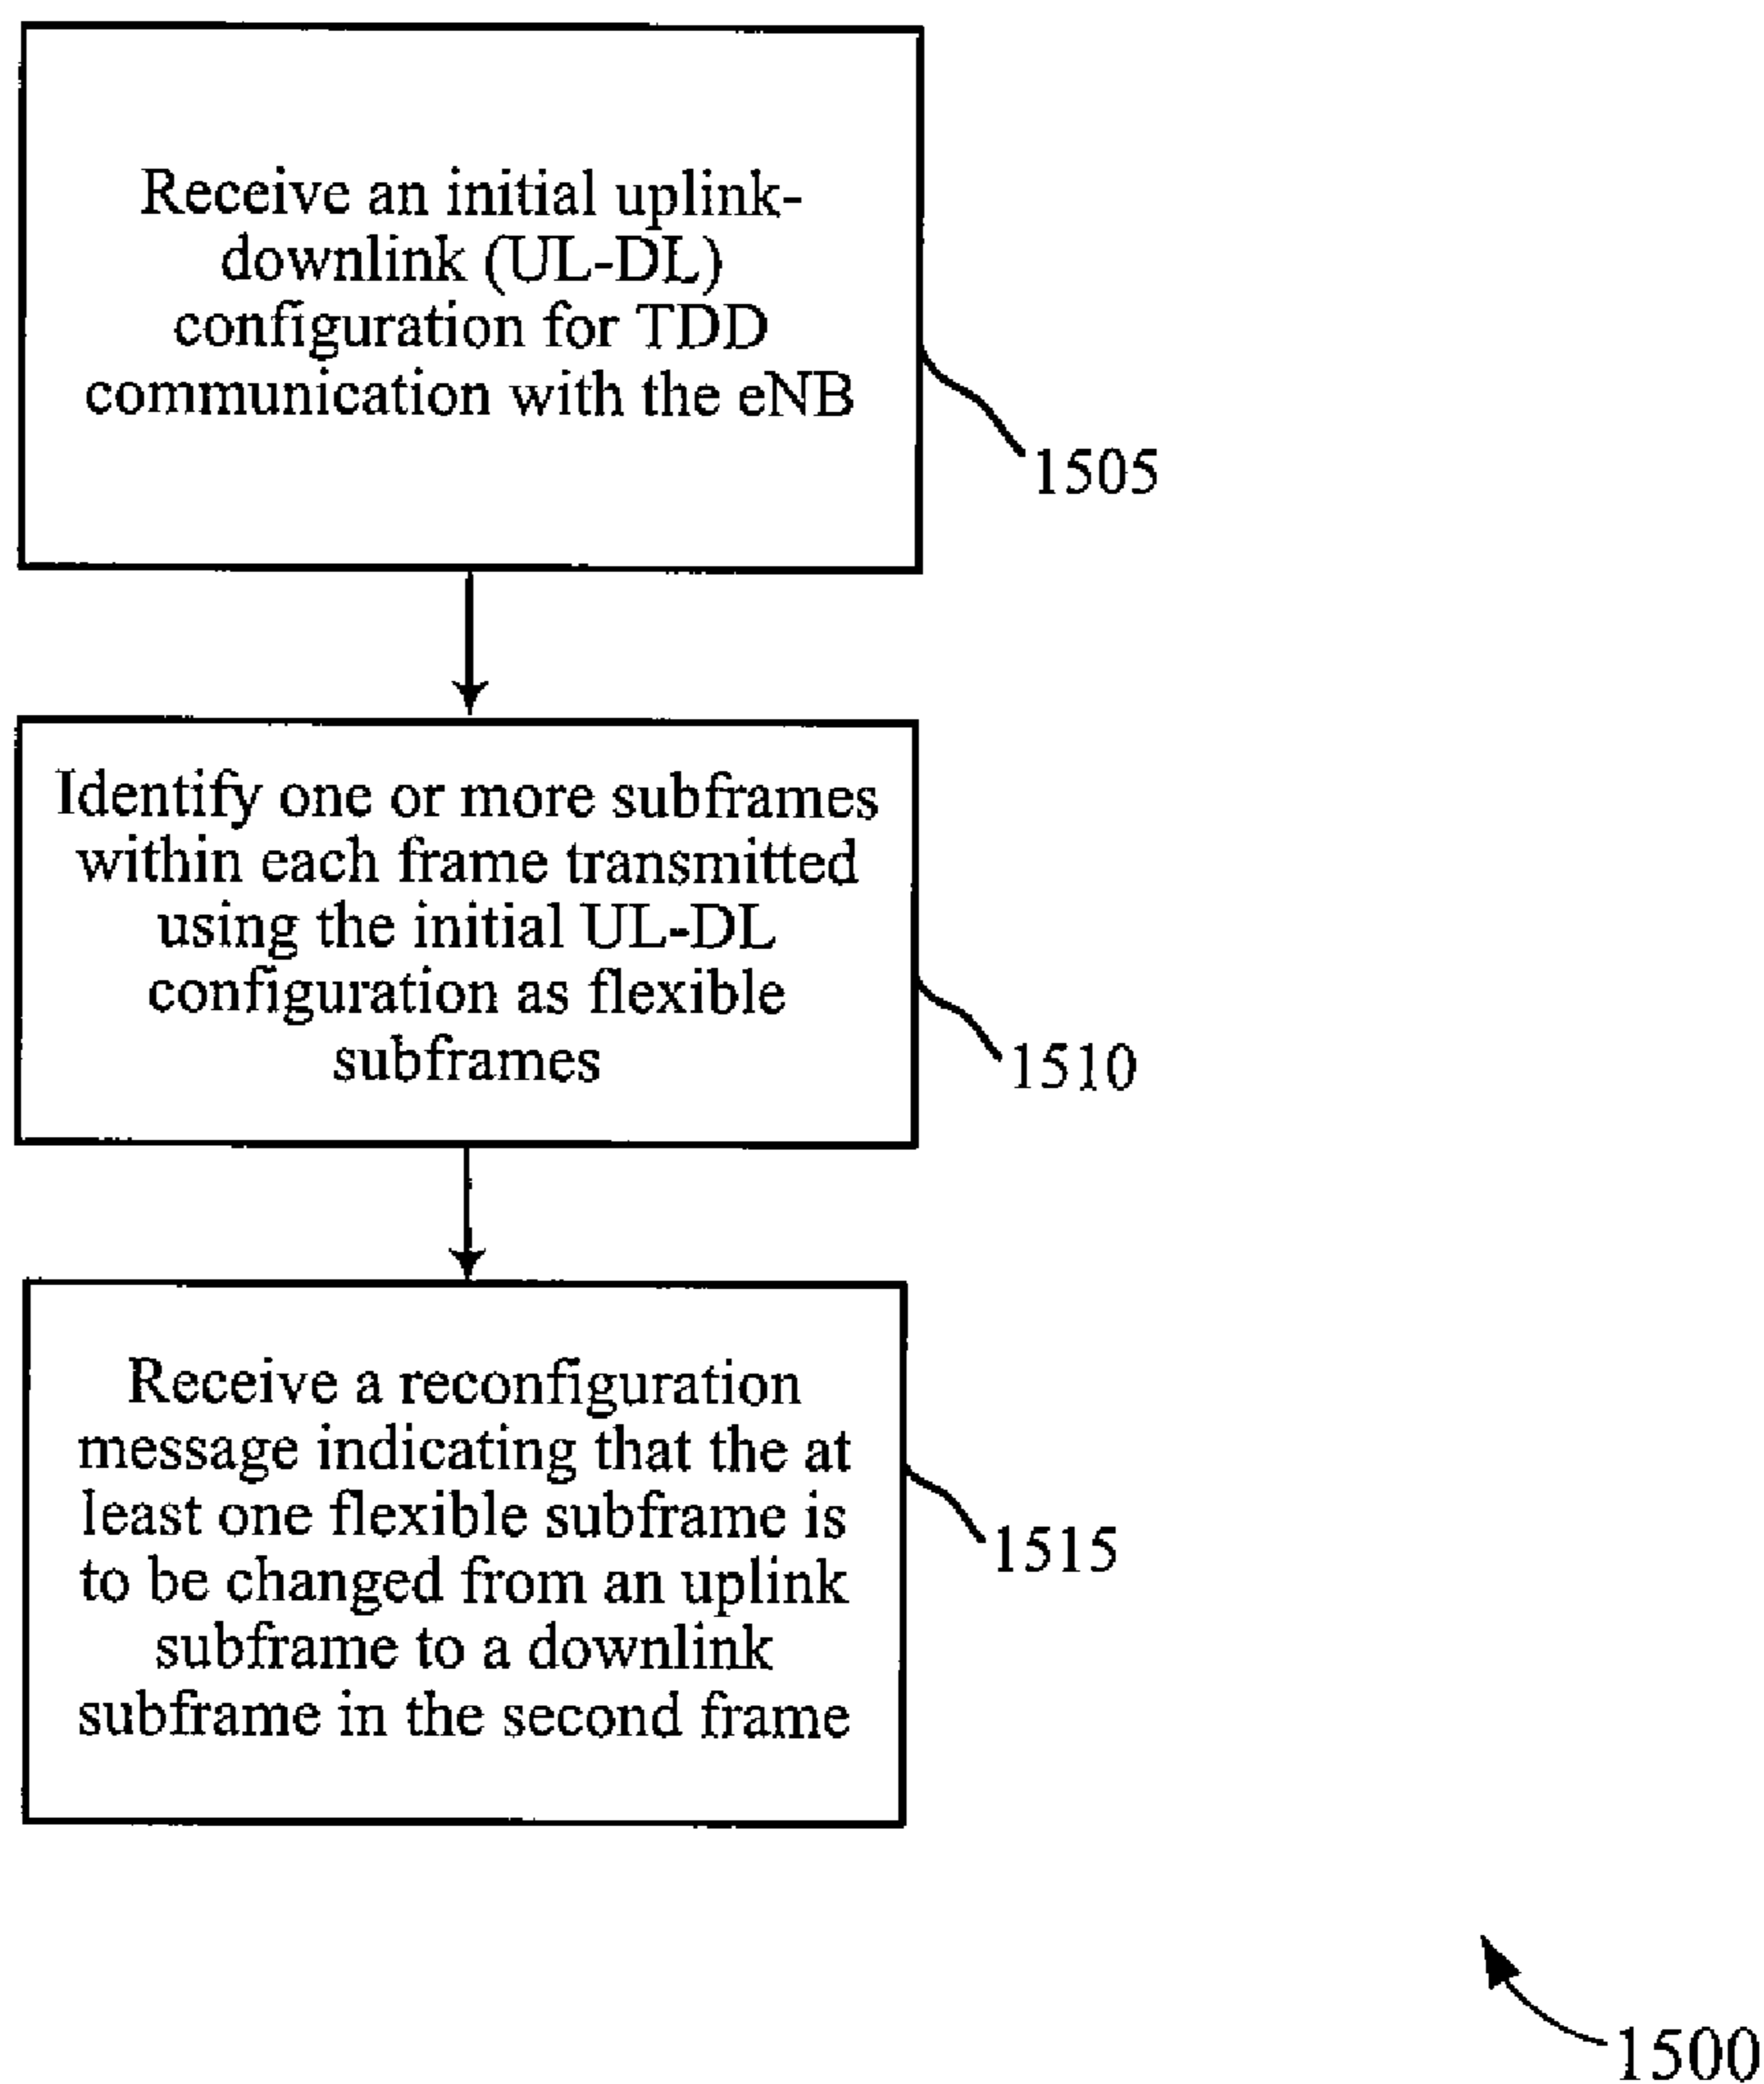 Receive an initial uplink-
downlink (UL-DL)
configuration for TDD
communication with the eNB
1505
Identify one or more subframes
within each frame transmitted
using the initial UL-DL
configuration as flexible
subframes
1510
Receive a reconfiguration
message indicating that the at
least one flexible subframe is
to be changed from an uplink
subframe to a downlink
subframe in the second frame
1515
1500